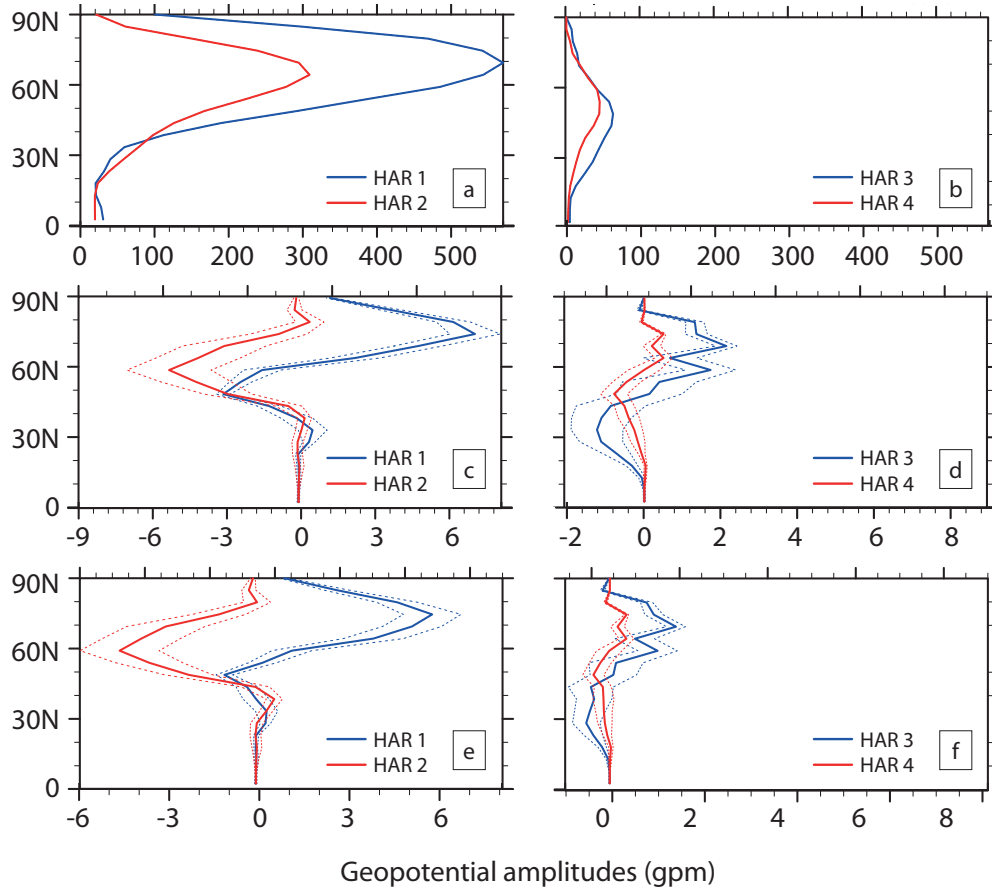 90N
60N
30N
0
HAR 1
HAR 2
a
0 100 200 300 400 500
HAR 3
HAR 4
b
0 100 200 300 400 500
90N
60N
30N
0
HAR 1
HAR 2
c
-9 -6 -3 0 3 6
HAR 3
HAR 4
d
-2 0 2 4 6 8
90N
60N
30N
0
HAR 1
HAR 2
e
-6 -3 0 3 6
HAR 3
HAR 4
f
0 2 4 6 8
Geopotential amplitudes (gpm)